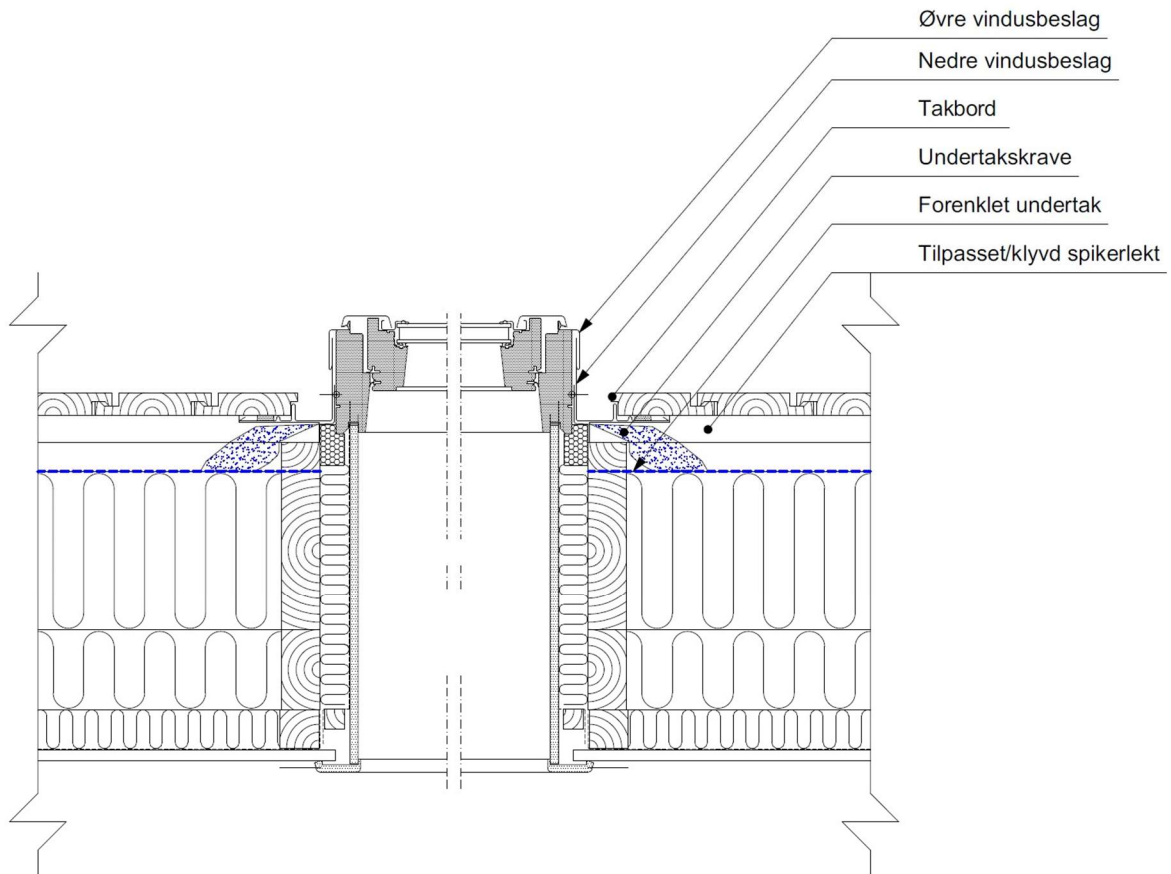 Øvre vindusbeslag
Nedre vindusbeslag
Takbord
Undertakskrave
Forenklet undertak
Tilpasset/klyvd spikerlekt